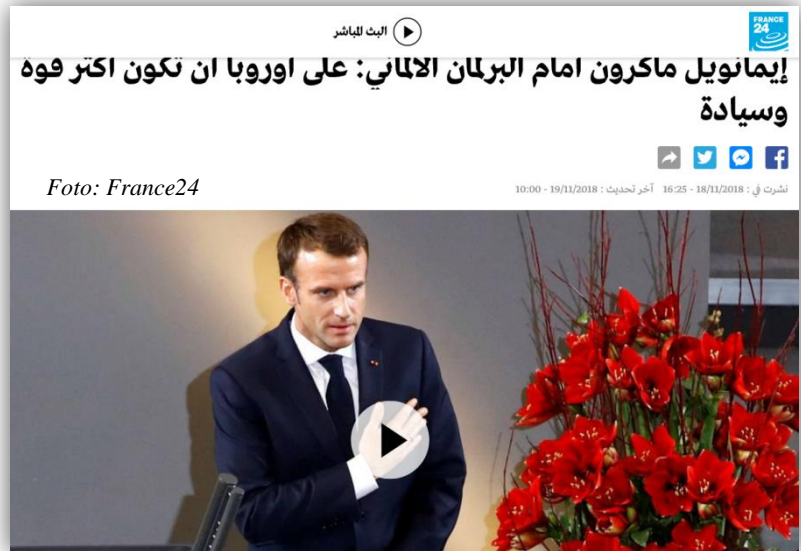 FRANCE
24
البث المباشر
إيمانويل ماكرون أمام البرلمان الألماني: على أوروبا أن تكون أكثر قوة
وسيادة
Foto: France24
نشرت في : 18/11/2018 - 16:25 آخر تحديث : 19/11/2018 - 10:00